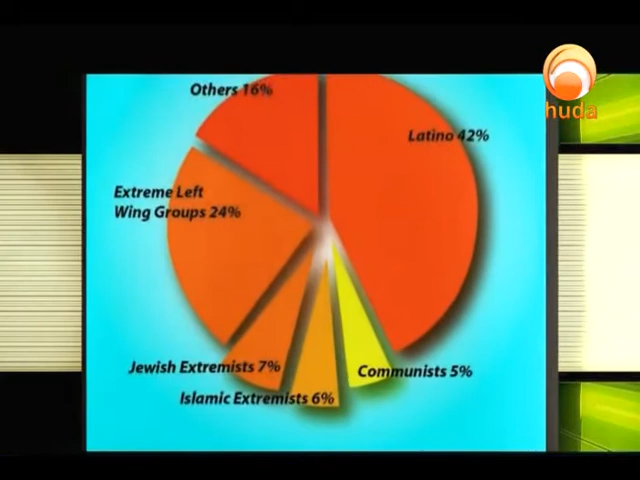 Others 16%
huda
Latino 42%
Extreme Left
Wing Groups 24%
Jewish Extremists 7%
Communists 5%
Islamic Extremists 6%